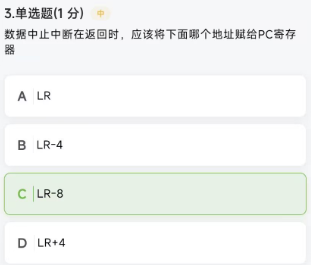 3.单选题(1 分) 中
数据中止中断在返回时，应该将下面哪个地址赋给PC寄存
器
A LR
B LR-4
C LR-8
D LR+4